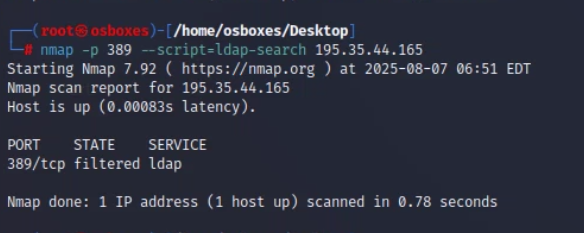 ┌──(root㉿osboxes)-[/home/osboxes/Desktop]
└─# nmap -p 389 --script=ldap-search 195.35.44.165
Starting Nmap 7.92 ( https://nmap.org ) at 2025-08-07 06:51 EDT
Nmap scan report for 195.35.44.165
Host is up (0.00083s latency).
PORT    STATE    SERVICE
389/tcp filtered ldap
Nmap done: 1 IP address (1 host up) scanned in 0.78 seconds